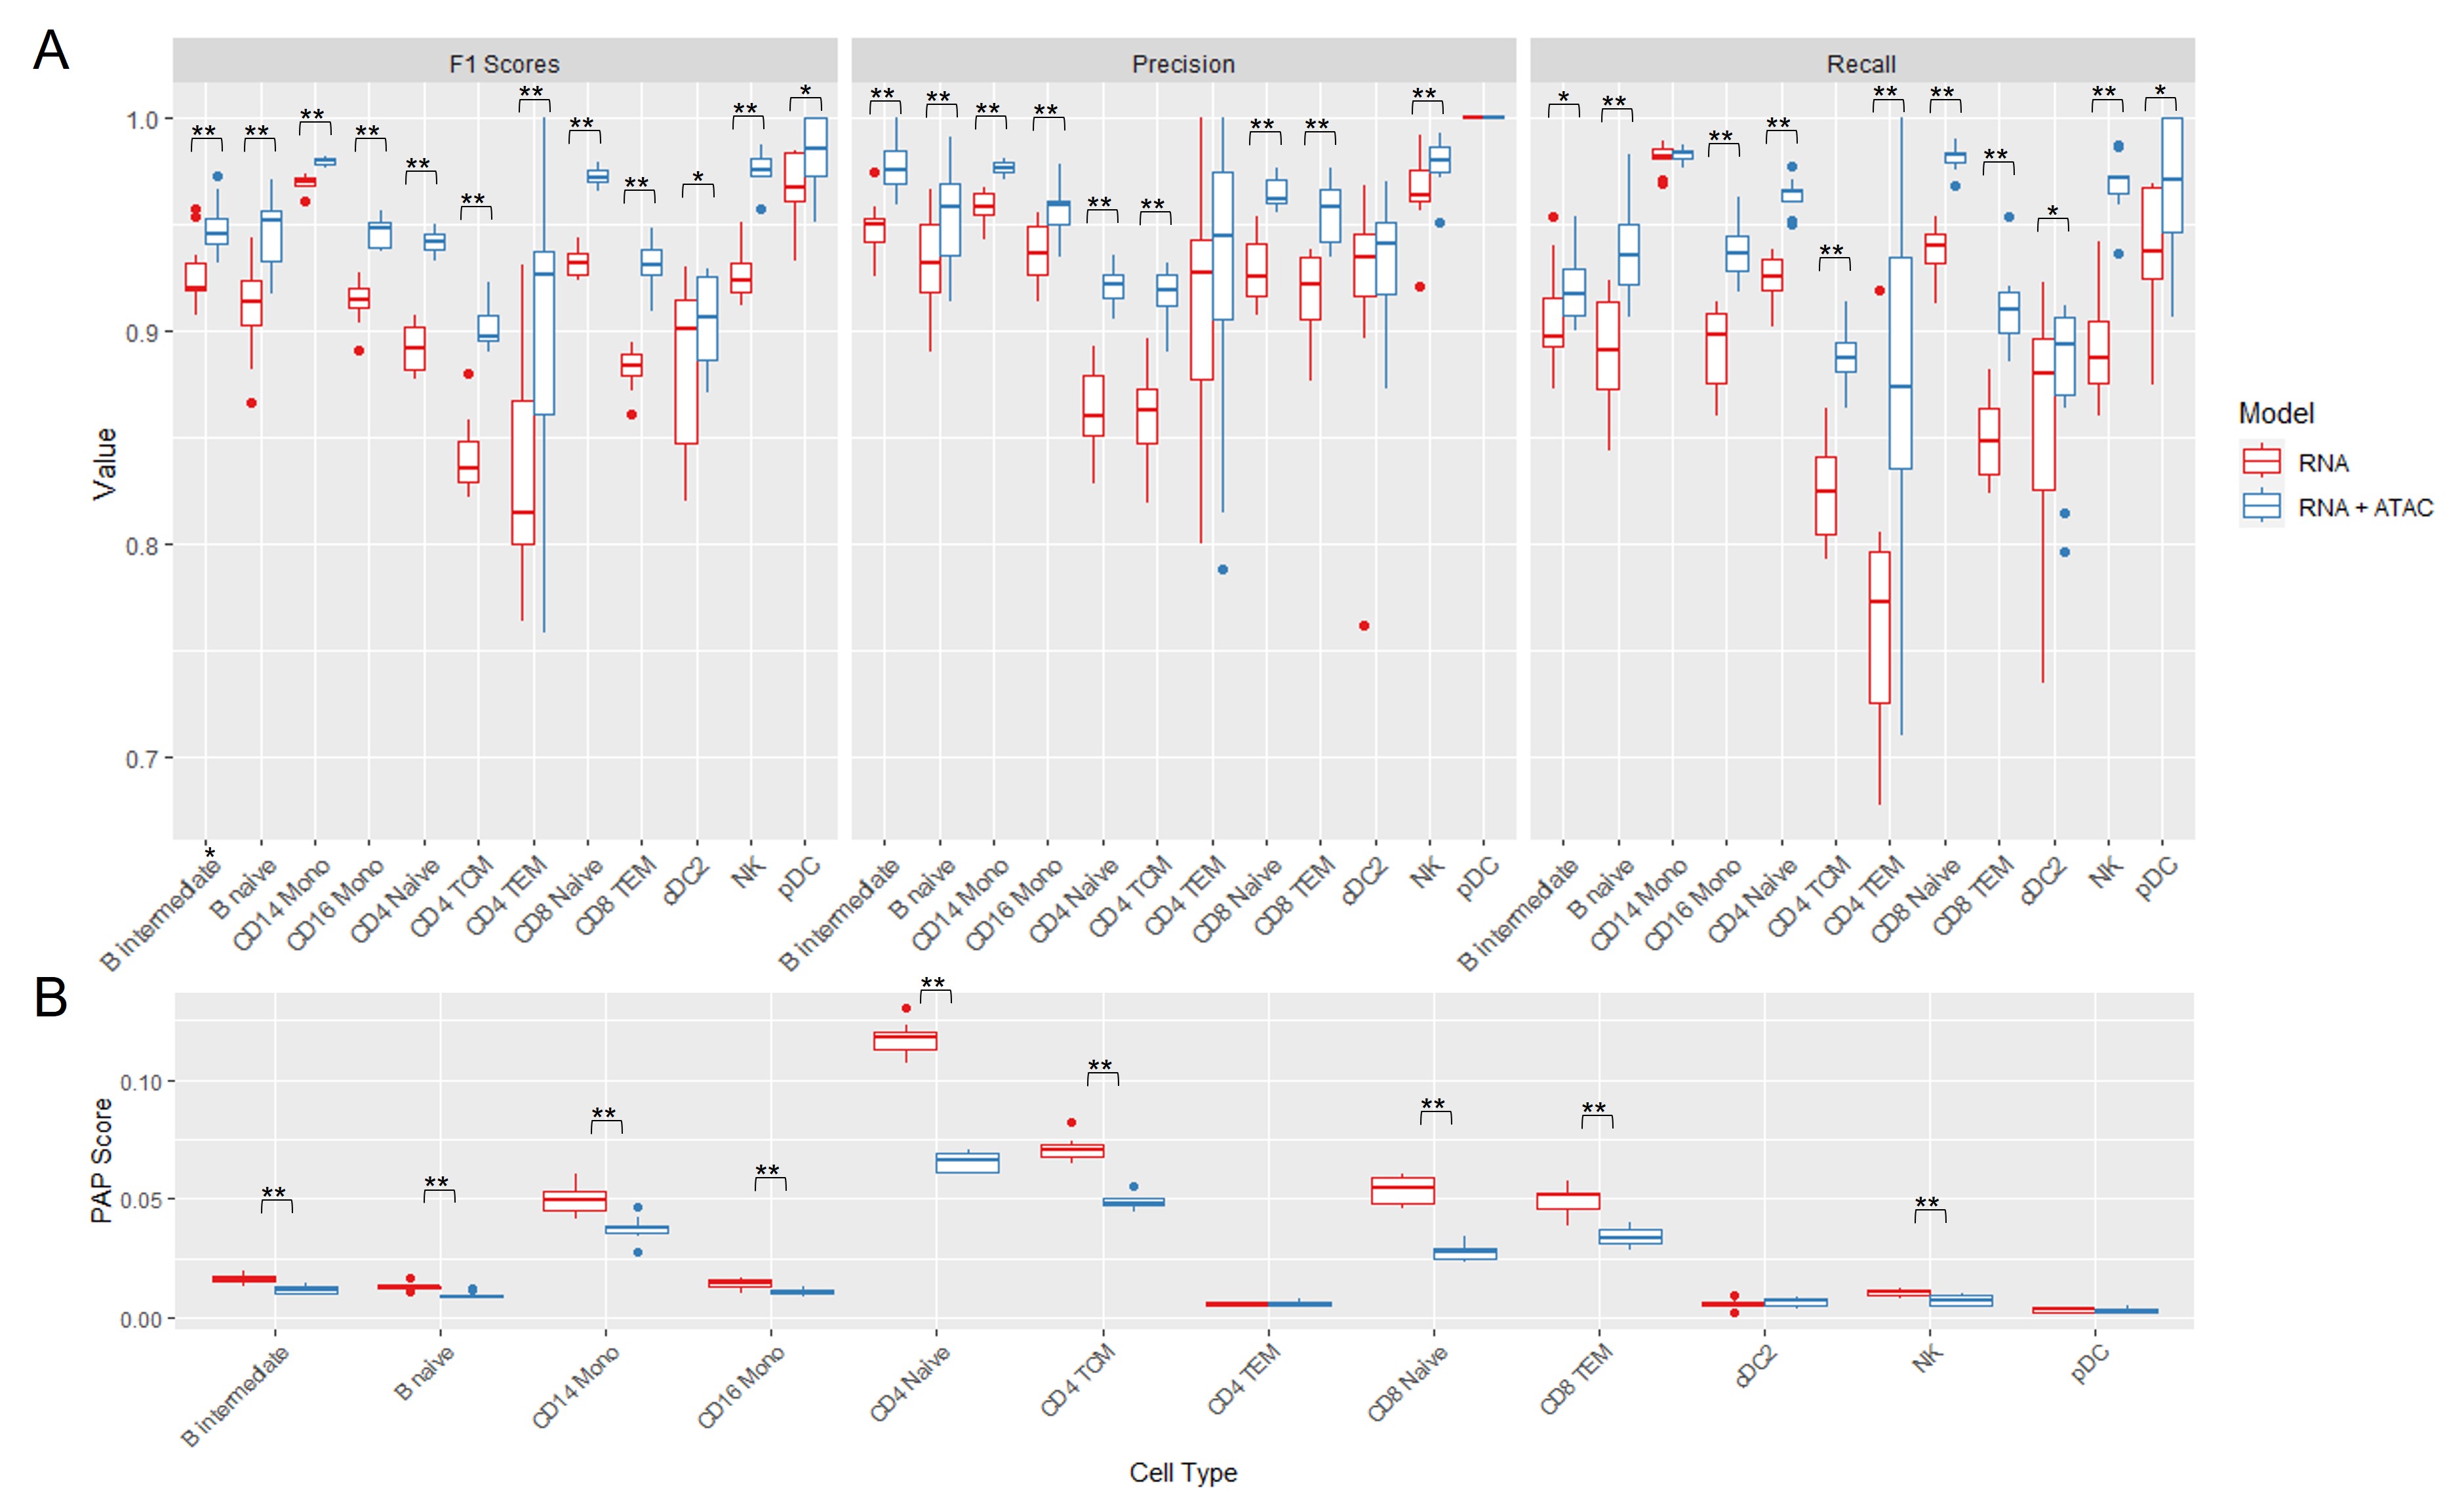 A
F1 Scores
Precision
Recall
** ** ** ** ** ** ** ** ** * ** *
** ** ** ** ** ** ** ** **
* ** ** ** ** ** ** ** * ** *
Value
1.0
0.9
0.8
0.7
*
B intermediate
B naive
CD14 Mono
CD16 Mono
CD4 Naive
CD4 TCM
CD4 TEM
CD8 Naive
CD8 TEM
cDC2
NK
pDC
B intermediate
B naive
CD14 Mono
CD16 Mono
CD4 Naive
CD4 TCM
CD4 TEM
CD8 Naive
CD8 TEM
cDC2
NK
pDC
B intermediate
B naive
CD14 Mono
CD16 Mono
CD4 Naive
CD4 TCM
CD4 TEM
CD8 Naive
CD8 TEM
cDC2
NK
pDC
Model
RNA
RNA + ATAC
B
** ** ** ** ** ** ** ** **
PAP Score
0.10
0.05
0.00
B intermediate
B naive
CD14 Mono
CD16 Mono
CD4 Naive
CD4 TCM
CD4 TEM
CD8 Naive
CD8 TEM
cDC2
NK
pDC
Cell Type